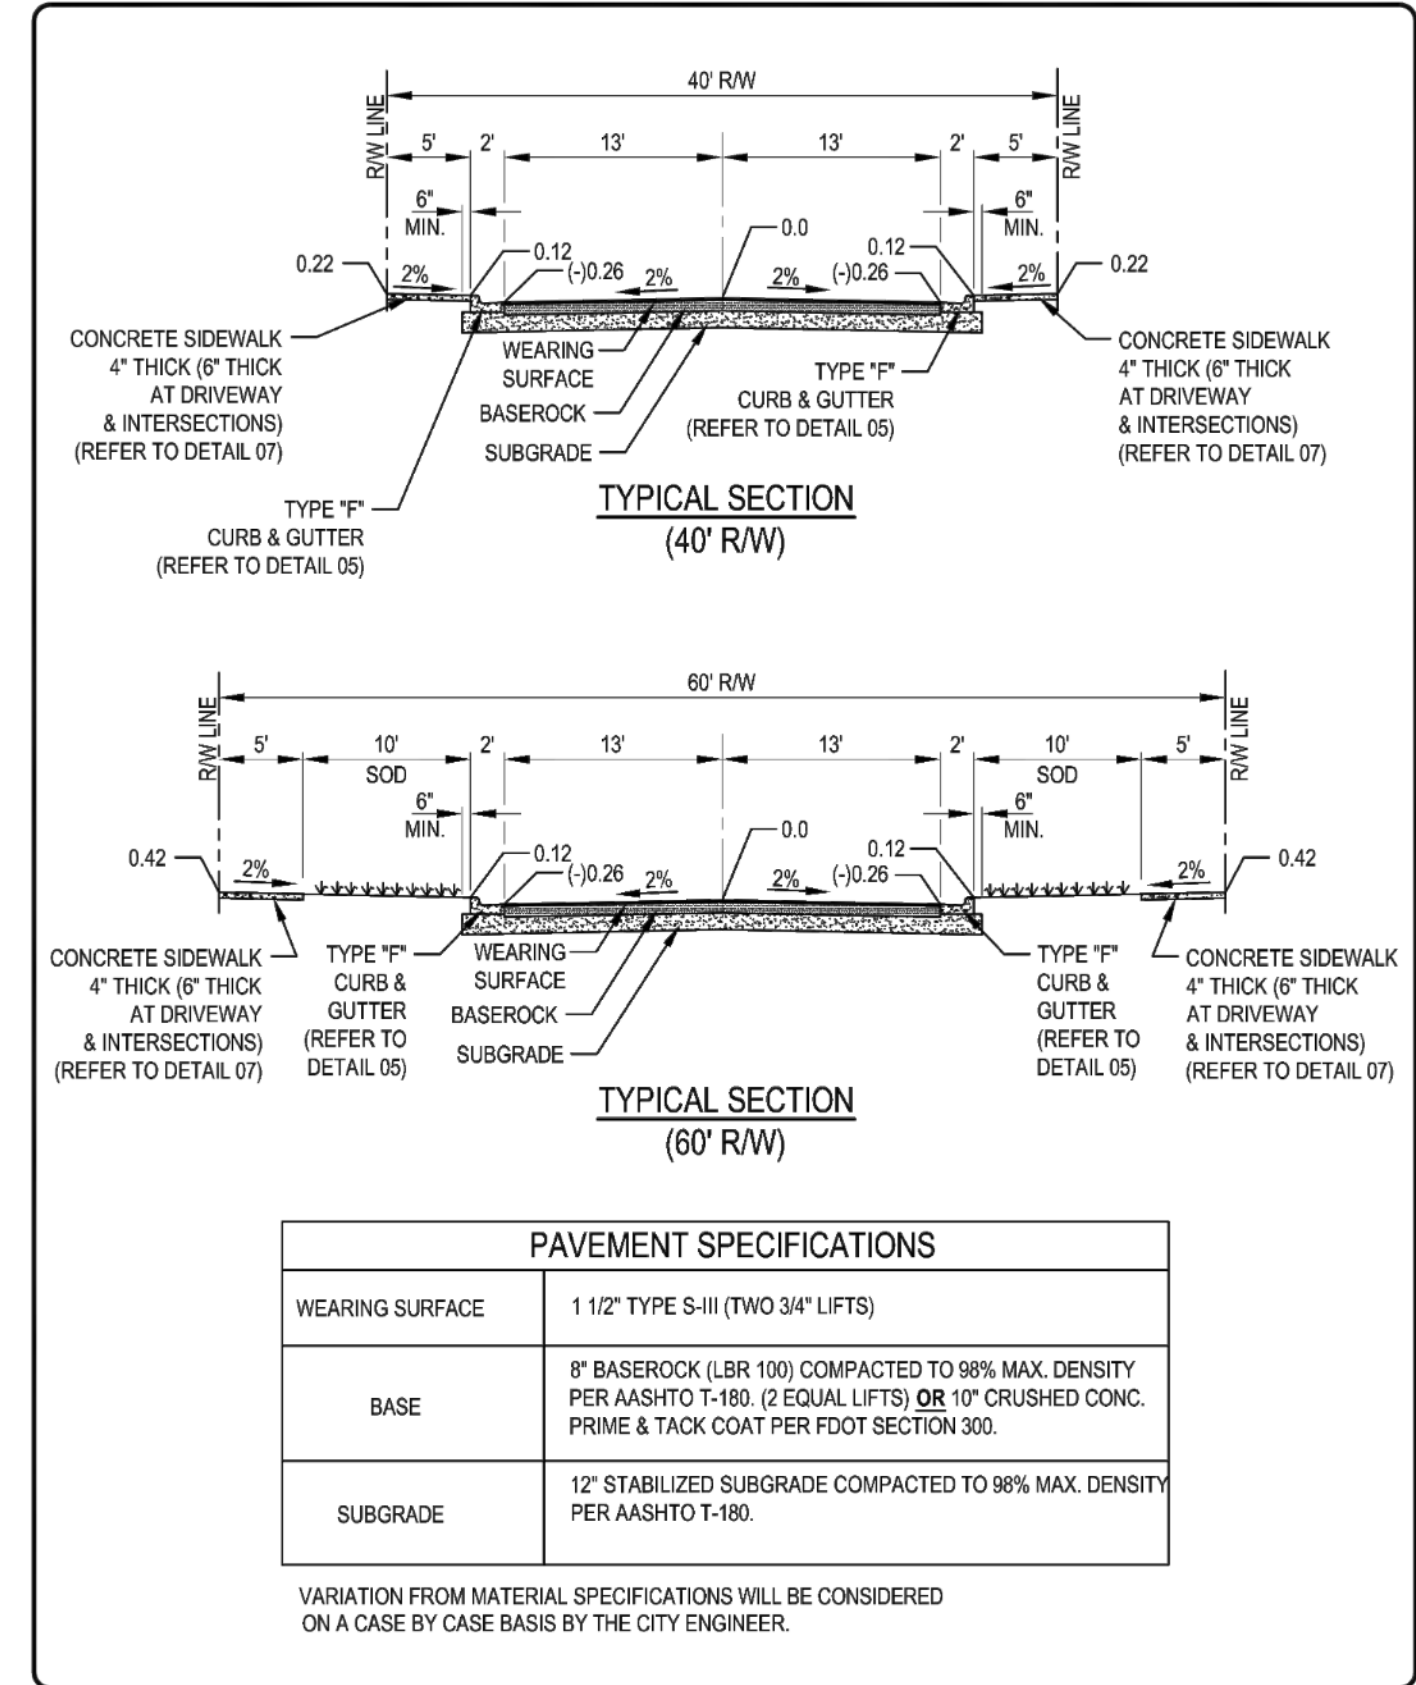 40' R/W
R/W LINE
R/W LINE
5'
2'
13'
13'
2'
5'
6"
MIN.
6"
MIN.
0.0
0.22
2%
0.12
(-)0.26
2%
2%
0.12
(-)0.26
2%
0.22
CONCRETE SIDEWALK
4" THICK (6" THICK
AT DRIVEWAY
& INTERSECTIONS)
(REFER TO DETAIL 07)
WEARING
SURFACE
BASEROCK
SUBGRADE
TYPE "F"
CURB & GUTTER
(REFER TO DETAIL 05)
CONCRETE SIDEWALK
4" THICK (6" THICK
AT DRIVEWAY
& INTERSECTIONS)
(REFER TO DETAIL 07)
TYPE "F"
CURB & GUTTER
(REFER TO DETAIL 05)
TYPICAL SECTION
(40' R/W)
60' R/W
R/W LINE
R/W LINE
5'
10'
SOD
2'
13'
13'
2'
10'
SOD
5'
6"
MIN.
6"
MIN.
0.0
0.42
2%
0.12
(-)0.26
2%
2%
0.12
(-)0.26
2%
0.42
CONCRETE SIDEWALK
4" THICK (6" THICK
AT DRIVEWAY
& INTERSECTIONS)
(REFER TO DETAIL 07)
TYPE "F"
CURB &
GUTTER
(REFER TO
DETAIL 05)
WEARING
SURFACE
BASEROCK
SUBGRADE
TYPE "F"
CURB &
GUTTER
(REFER TO
DETAIL 05)
CONCRETE SIDEWALK
4" THICK (6" THICK
AT DRIVEWAY
& INTERSECTIONS)
(REFER TO DETAIL 07)
TYPICAL SECTION
(60' R/W)
PAVEMENT SPECIFICATIONS
WEARING SURFACE
1 1/2" TYPE S-III (TWO 3/4" LIFTS)
BASE
8" BASEROCK (LBR 100) COMPACTED TO 98% MAX. DENSITY
PER AASHTO T-180. (2 EQUAL LIFTS) OR 10" CRUSHED CONC.
PRIME & TACK COAT PER FDOT SECTION 300.
SUBGRADE
12" STABILIZED SUBGRADE COMPACTED TO 98% MAX. DENSITY
PER AASHTO T-180.
VARIATION FROM MATERIAL SPECIFICATIONS WILL BE CONSIDERED
ON A CASE BY CASE BASIS BY THE CITY ENGINEER.